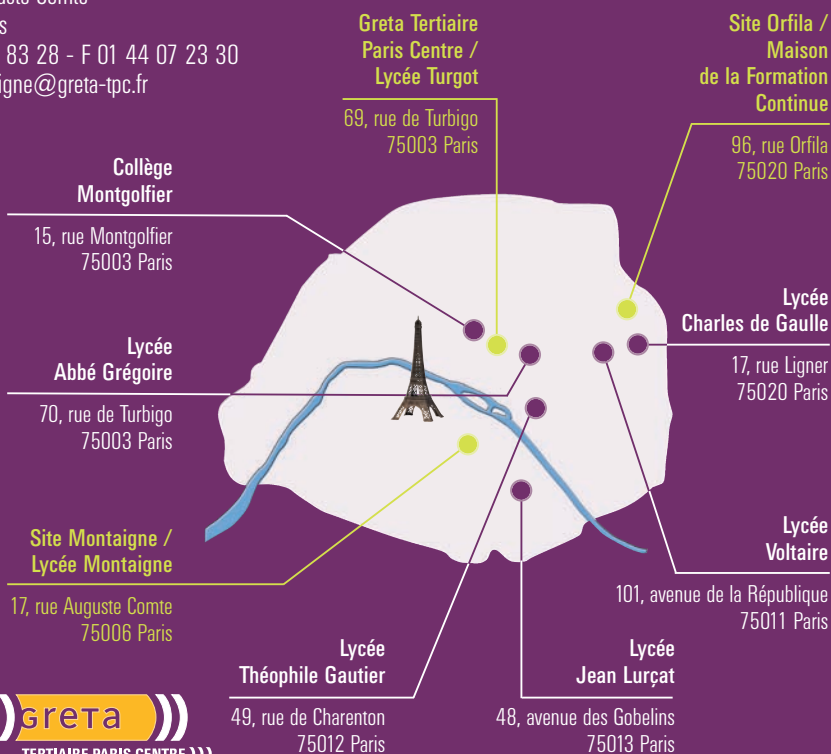 s
83 28 - F 01 44 07 23 30
igne@greta-tpc.fr
Greta Tertiaire
Paris Centre /
Lycée Turgot
69, rue de Turbigo
75003 Paris
Site Orfila /
Maison
de la Formation
Continue
96, rue Orfila
75020 Paris
Collège
Montgolfier
15, rue Montgolfier
75003 Paris
Lycée
Charles de Gaulle
17, rue Ligner
75020 Paris
Lycée
Abbé Grégoire
70, rue de Turbigo
75003 Paris
Site Montaigne /
Lycée Montaigne
17, rue Auguste Comte
75006 Paris
Lycée
Voltaire
101, avenue de la République
75011 Paris
Lycée
Théophile Gautier
49, rue de Charenton
75012 Paris
Lycée
Jean Lurçat
48, avenue des Gobelins
75013 Paris
greta
TERTIAIRE PARIS CENTRE